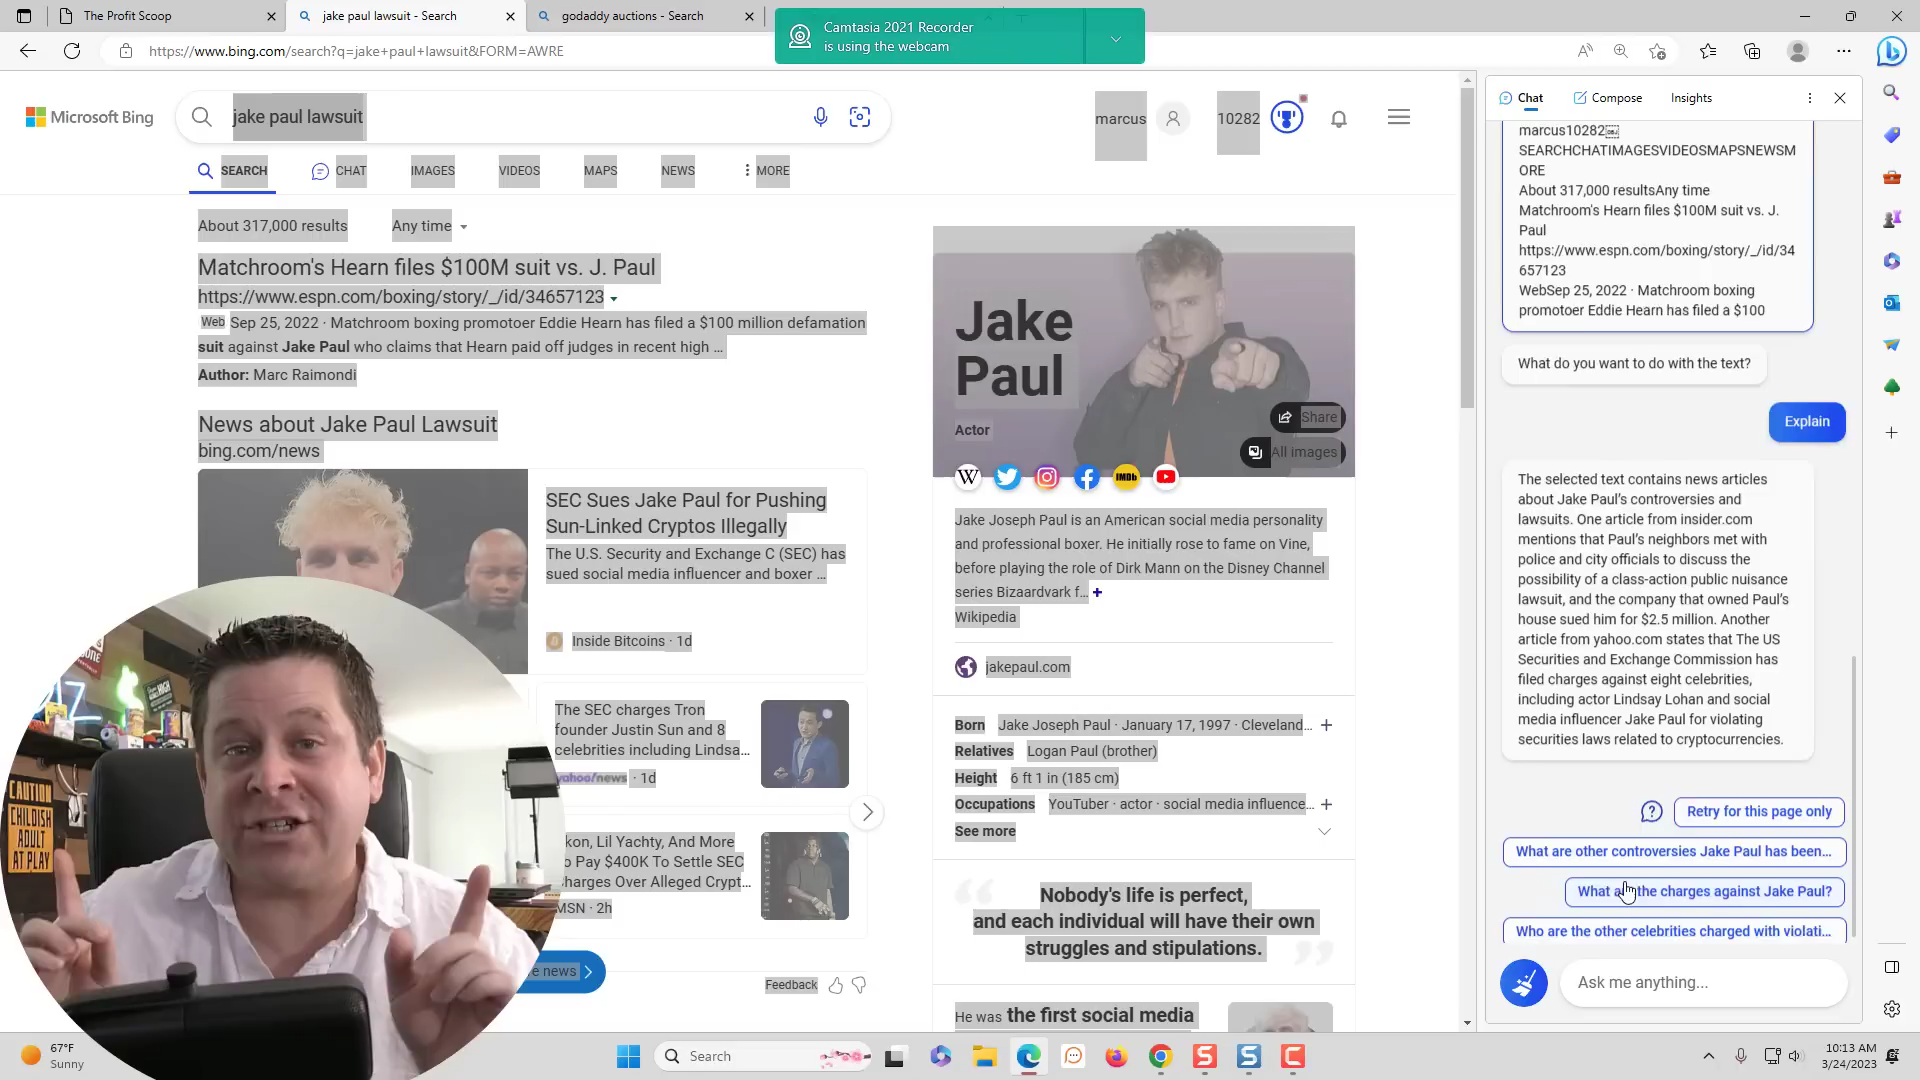 The Profit Scoop
jake paul lawsuit - Search
godaddy auctions - Search
Camtasia 2021 Recorder
is using the webcam
https://www.bing.com/search?q=jake+paul+lawsuit&FORM=AWRE
Microsoft Bing
jake paul lawsuit
marcus
10282
SEARCH
CHAT
IMAGES
VIDEOS
MAPS
NEWS
MORE
About 317,000 results
Any time
Matchroom's Hearn files $100M suit vs. J. Paul
https://www.espn.com/boxing/story/_/id/34657123
Web Sep 25, 2022 · Matchroom boxing promotoer Eddie Hearn has filed a $100 million defamation
suit against Jake Paul who claims that Hearn paid off judges in recent high ...
Author: Marc Raimondi
News about Jake Paul Lawsuit
bing.com/news
SEC Sues Jake Paul for Pushing
Sun-Linked Cryptos Illegally
The U.S. Security and Exchange C (SEC) has
sued social media influencer and boxer ...
Inside Bitcoins · 1d
The SEC charges Tron
founder Justin Sun and 8
celebrities including Lindsa...
yahoo/news · 1d
kon, Lil Yachty, And More
o Pay $400K To Settle SEC
harges Over Alleged Crypt...
MSN · 2h
e news
Feedback
CAUTION
CHILDISH
ADULT
AT PLAY
Jake
Paul
Actor
Share
All images
W
IMDb
Jake Joseph Paul is an American social media personality
and professional boxer. He initially rose to fame on Vine,
before playing the role of Dirk Mann on the Disney Channel
series Bizaardvark f... +
Wikipedia
jakepaul.com
Born Jake Joseph Paul · January 17, 1997 · Cleveland... +
Relatives Logan Paul (brother)
Height 6 ft 1 in (185 cm)
Occupations YouTuber · actor · social media influence... +
See more
Nobody's life is perfect,
and each individual will have their own
struggles and stipulations.
He was the first social media
Chat
Compose
Insights
marcus10282
SEARCHCHATIMAGESVIDEOSMAPSNEWSM
ORE
About 317,000 resultsAny time
Matchroom's Hearn files $100M suit vs. J.
Paul
https://www.espn.com/boxing/story/_/id/34
657123
WebSep 25, 2022 · Matchroom boxing
promotoer Eddie Hearn has filed a $100
What do you want to do with the text?
Explain
The selected text contains news articles
about Jake Paul's controversies and
lawsuits. One article from insider.com
mentions that Paul's neighbors met with
police and city officials to discuss the
possibility of a class-action public nuisance
lawsuit, and the company that owned Paul's
house sued him for $2.5 million. Another
article from yahoo.com states that The US
Securities and Exchange Commission has
filed charges against eight celebrities,
including actor Lindsay Lohan and social
media influencer Jake Paul for violating
securities laws related to cryptocurrencies.
Retry for this page only
What are other controversies Jake Paul has been...
What are the charges against Jake Paul?
Who are the other celebrities charged with violati...
Ask me anything...
67°F
Sunny
Search
10:13 AM
3/24/2023